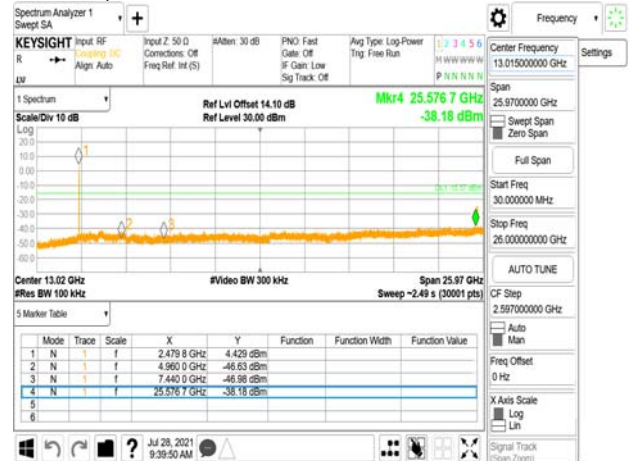 Spectrum Analyzer 1
Swept SA
+
Frequency
KEYSIGHT
Input: RF
Coupling: DC
Align: Auto
Input Z: 50 Ω
Corrections: Off
Freq Ref: Int (S)
#Atten: 30 dB
PNO: Fast
Gate: Off
IF Gain: Low
Sig Track: Off
Avg Type: Log-Power
Trig: Free Run
1 2 3 4 5 6
M W W W W W
P N N N N N
R
LW
1 Spectrum
Scale/Div 10 dB
Log
Ref Lvl Offset 14.10 dB
Ref Level 30.00 dBm
Mkr4 25.576 7 GHz
-38.18 dBm
20.0
10.0
0.00
-10.0
-20.0
-30.0
-40.0
-50.0
-60.0
1
2
3
Center 13.02 GHz
#Res BW 100 kHz
#Video BW 300 kHz
Span 25.97 GHz
Sweep ~2.49 s (30001 pts)
5 Marker Table
Mode Trace Scale X Y Function Function Width Function Value
1 N 1 f 2.479 8 GHz 4.429 dBm
2 N 1 f 4.960 0 GHz -46.63 dBm
3 N 1 f 7.440 0 GHz -46.98 dBm
4 N 1 f 25.576 7 GHz -38.18 dBm
5
6
?
Jul 28, 2021
9:39:50 AM
Center Frequency
13.015000000 GHz
Settings
Span
25.9700000 GHz
Swept Span
Zero Span
Full Span
Start Freq
30.000000 MHz
Stop Freq
26.000000000 GHz
AUTO TUNE
CF Step
2.597000000 GHz
Auto
Man
Freq Offset
0 Hz
X Axis Scale
Log
Lin
Signal Track
(Span Zoom)